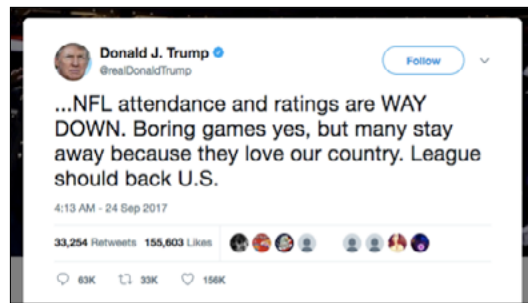 Donald J. Trump
@realDonaldTrump
Follow
...NFL attendance and ratings are WAY
DOWN. Boring games yes, but many stay
away because they love our country. League
should back U.S.
4:13 AM - 24 Sep 2017
33,254 Retweets 155,603 Likes
63K 33K 156K